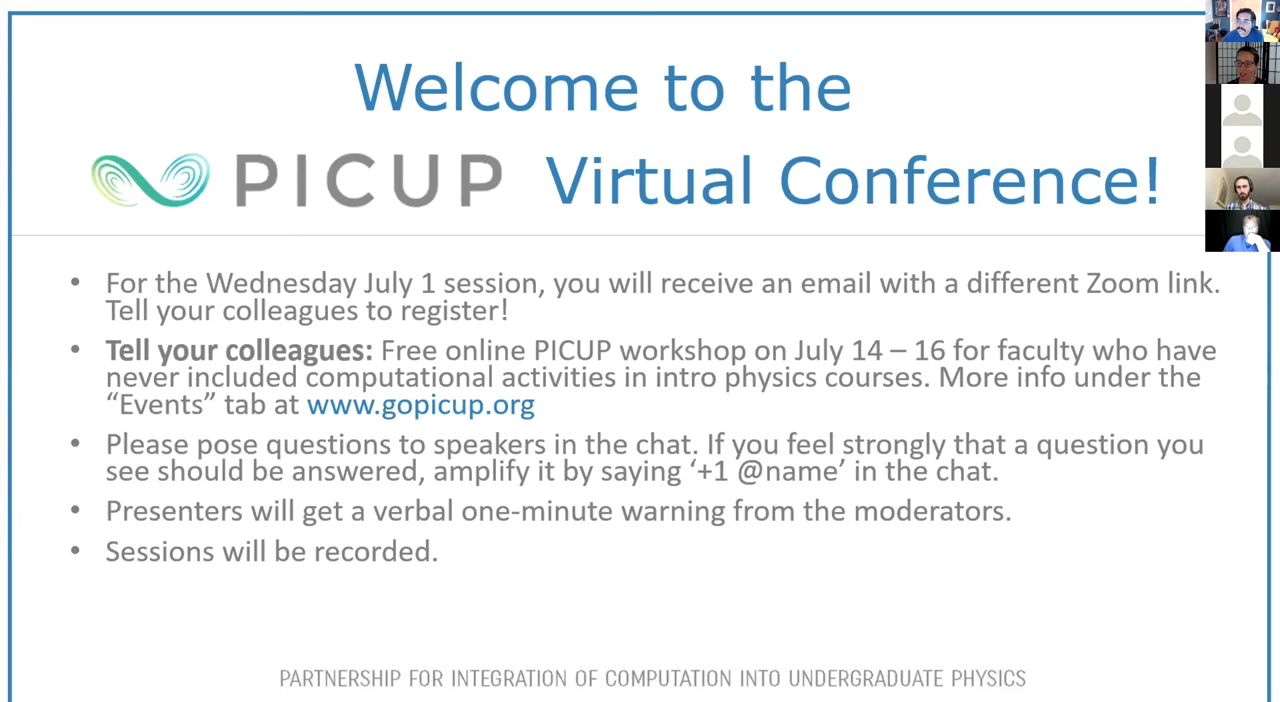 Welcome to the
PICUP Virtual Conference!
• For the Wednesday July 1 session, you will receive an email with a different Zoom link.
Tell your colleagues to register!
• Tell your colleagues: Free online PICUP workshop on July 14 – 16 for faculty who have
never included computational activities in intro physics courses. More info under the
“Events” tab at www.gopicup.org
• Please pose questions to speakers in the chat. If you feel strongly that a question you
see should be answered, amplify it by saying ‘+1 @name’ in the chat.
• Presenters will get a verbal one-minute warning from the moderators.
• Sessions will be recorded.
PARTNERSHIP FOR INTEGRATION OF COMPUTATION INTO UNDERGRADUATE PHYSICS